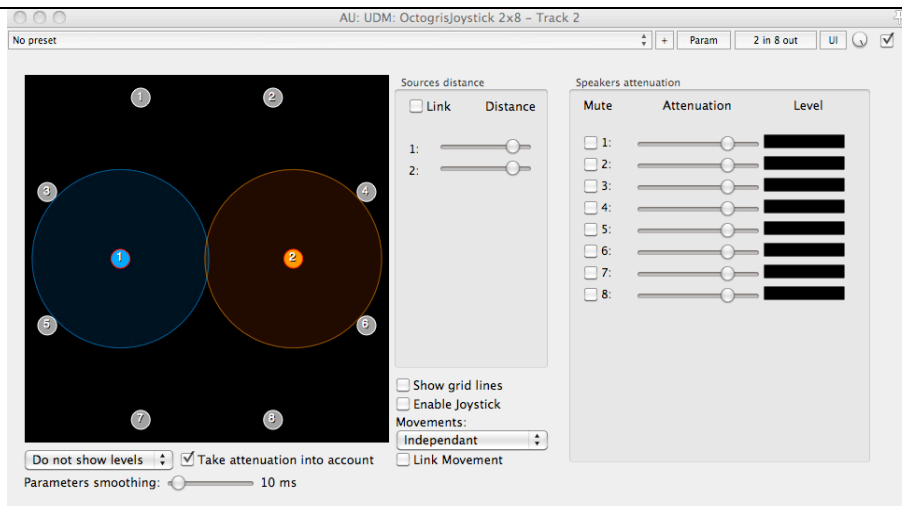 AU: UDM: OctogrisJoystick 2x8 – Track 2
No preset + Param 2 in 8 out UI
Sources distance
Link Distance
1:
2:
Speakers attenuation
Mute Attenuation Level
1:
2:
3:
4:
5:
6:
7:
8:
1 2
3 4
1 2
5 6
7 8
Show grid lines
Enable Joystick
Movements:
Independant
Link Movement
Do not show levels Take attenuation into account
Parameters smoothing: 10 ms